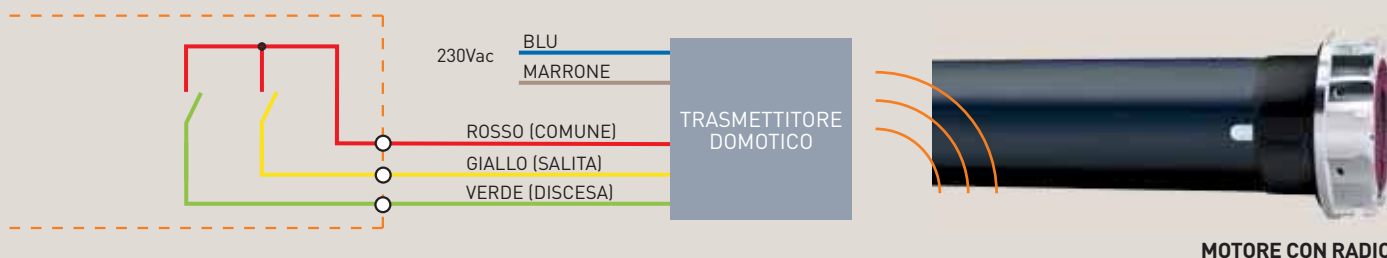 230Vac
BLU
MARRONE
ROSSO (COMUNE)
GIALLO (SALITA)
VERDE (DISCESA)
TRASMETTITORE
DOMOTICO
MOTORE CON RADIO